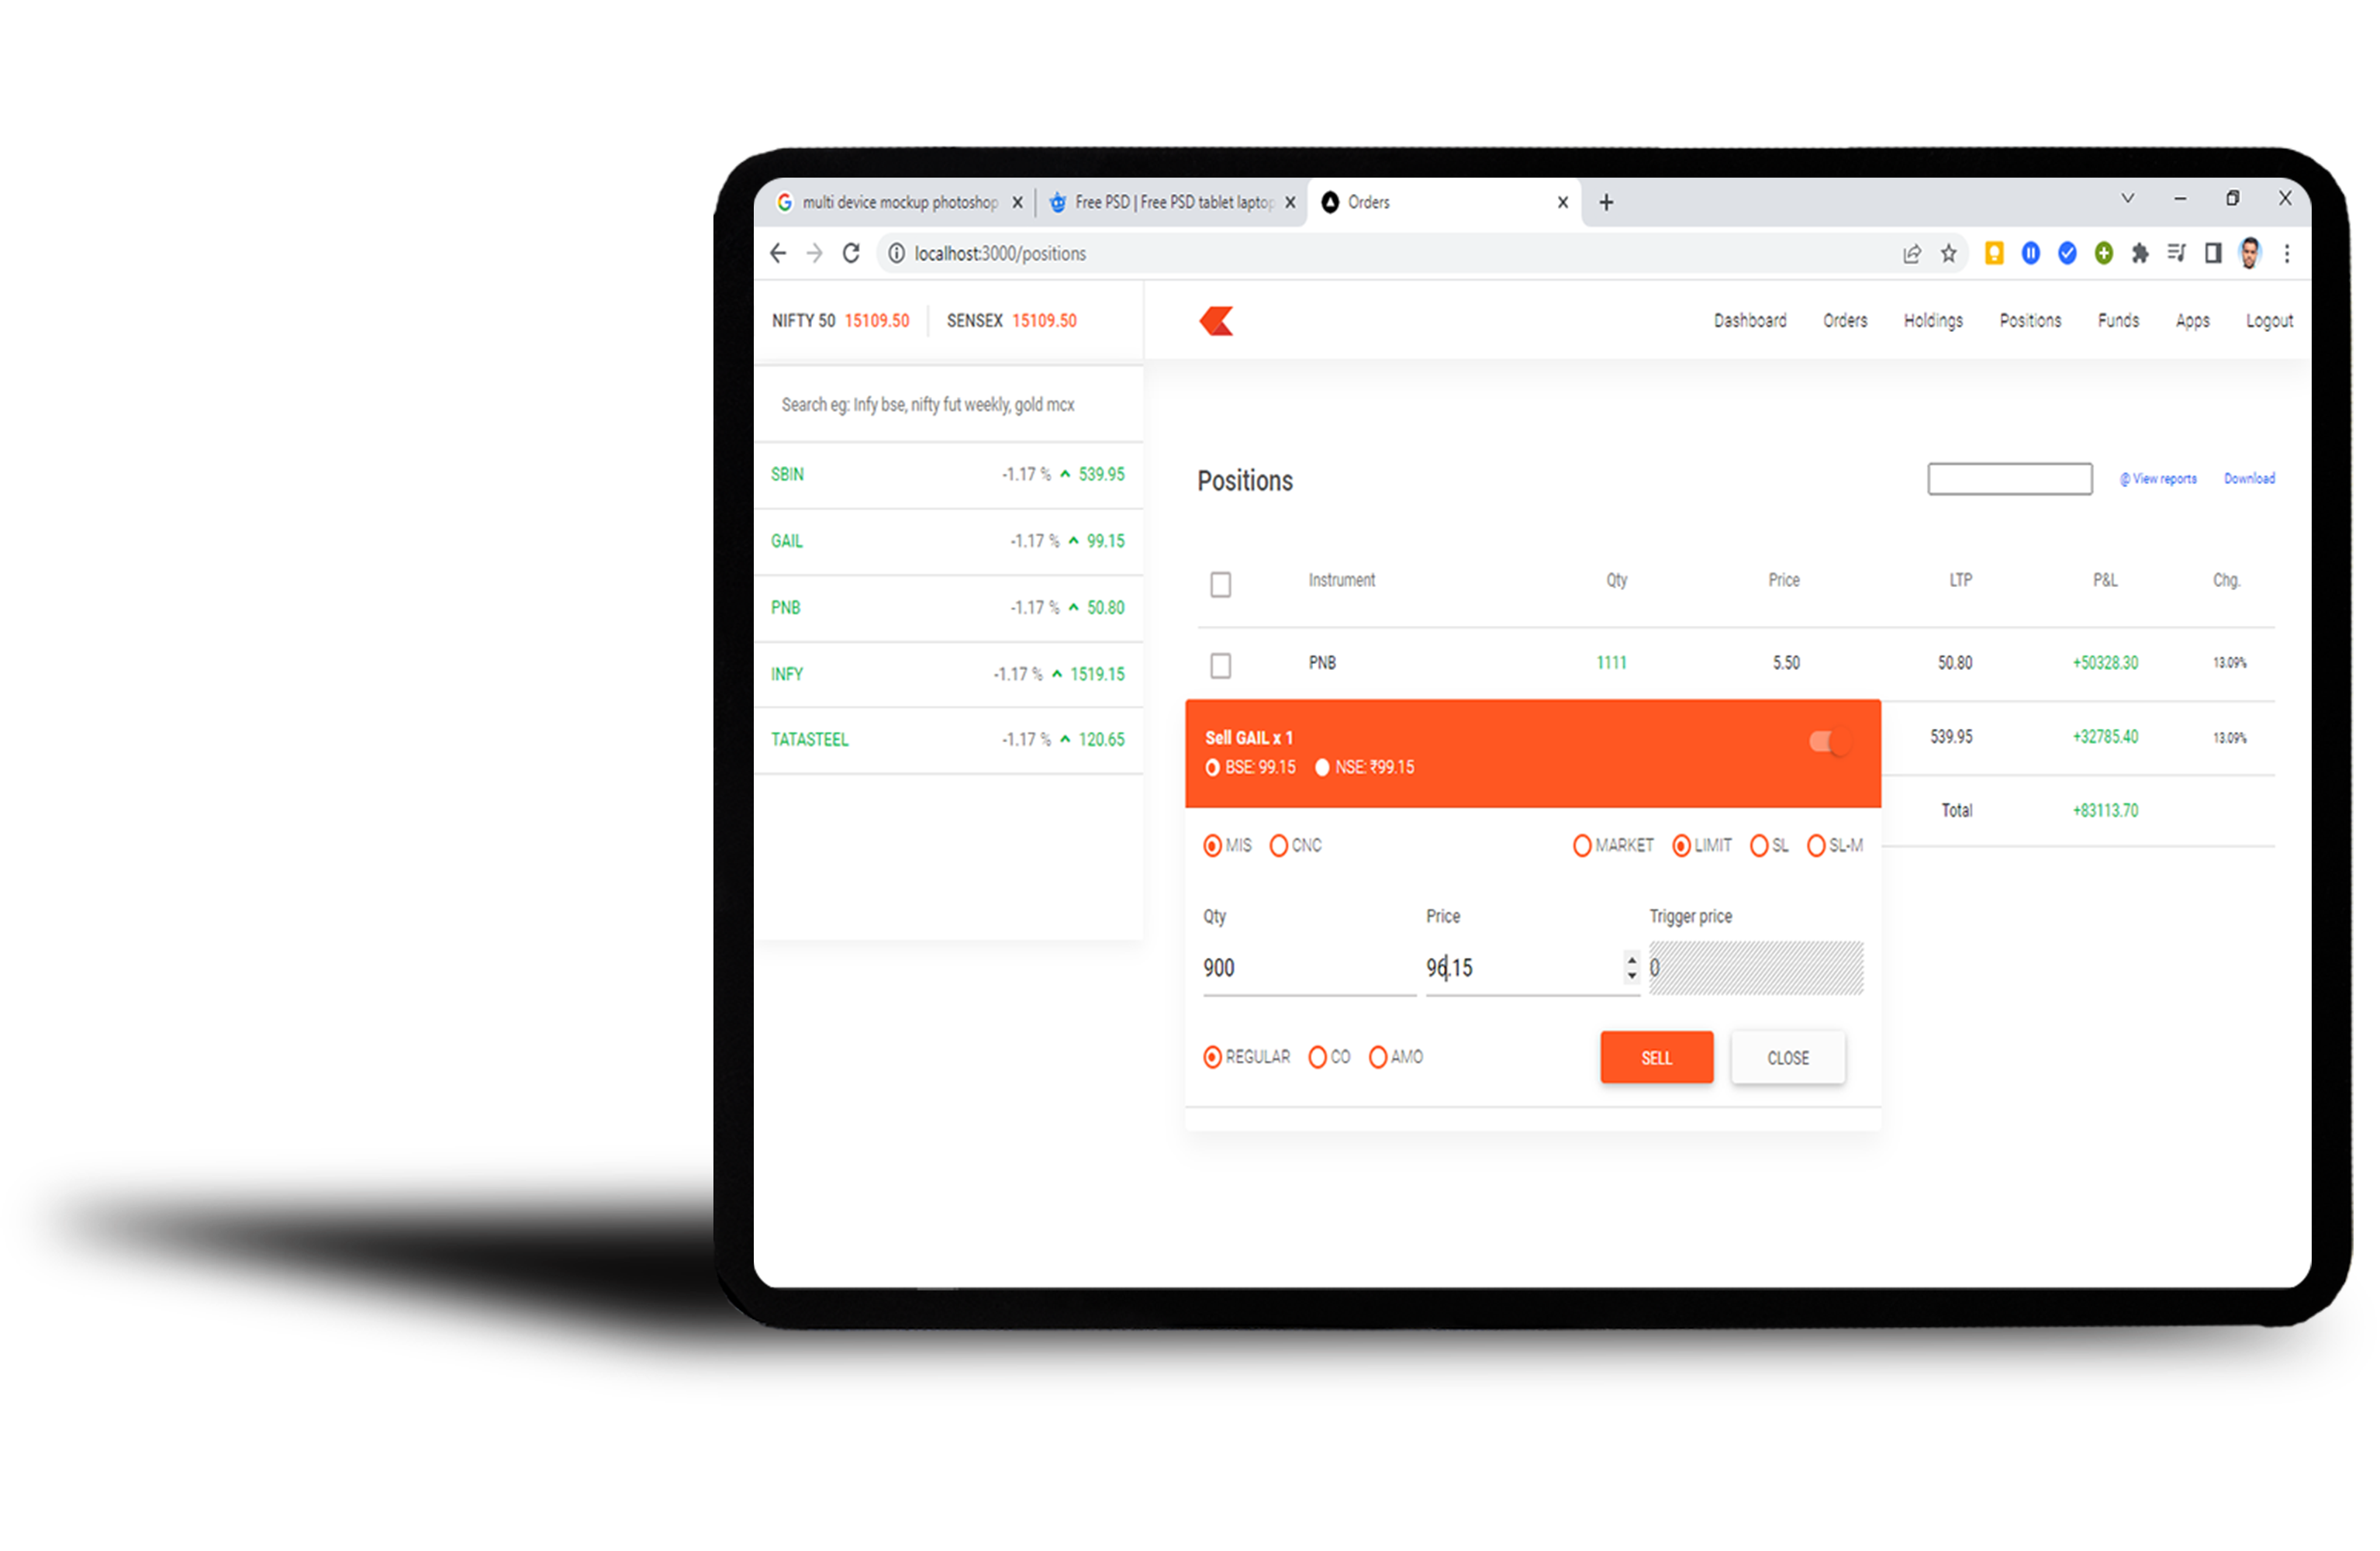 multi device mockup photoshop
Free PSD | Free PSD tablet laptop
Orders
localhost:3000/positions
NIFTY 50 15109.50 SENSEX 15109.50
Dashboard Orders Holdings Positions Funds Apps Logout
Search eg: Infy bse, nifty fut weekly, gold mcx
SBIN -1.17 % 539.95
GAIL -1.17 % 99.15
PNB -1.17 % 50.80
INFY -1.17 % 1519.15
TATASTEEL -1.17 % 120.65
Positions
@ View reports Download
Instrument Qty Price LTP P&L Chg.
PNB 1111 5.50 50.80 +50328.30 13.09%
539.95 +32785.40 13.09%
Total +83113.70
Sell GAIL x 1
BSE: 99.15 NSE: ₹99.15
MIS CNC MARKET LIMIT SL SL-M
Qty Price Trigger price
900 96.15 0
REGULAR CO AMO SELL CLOSE